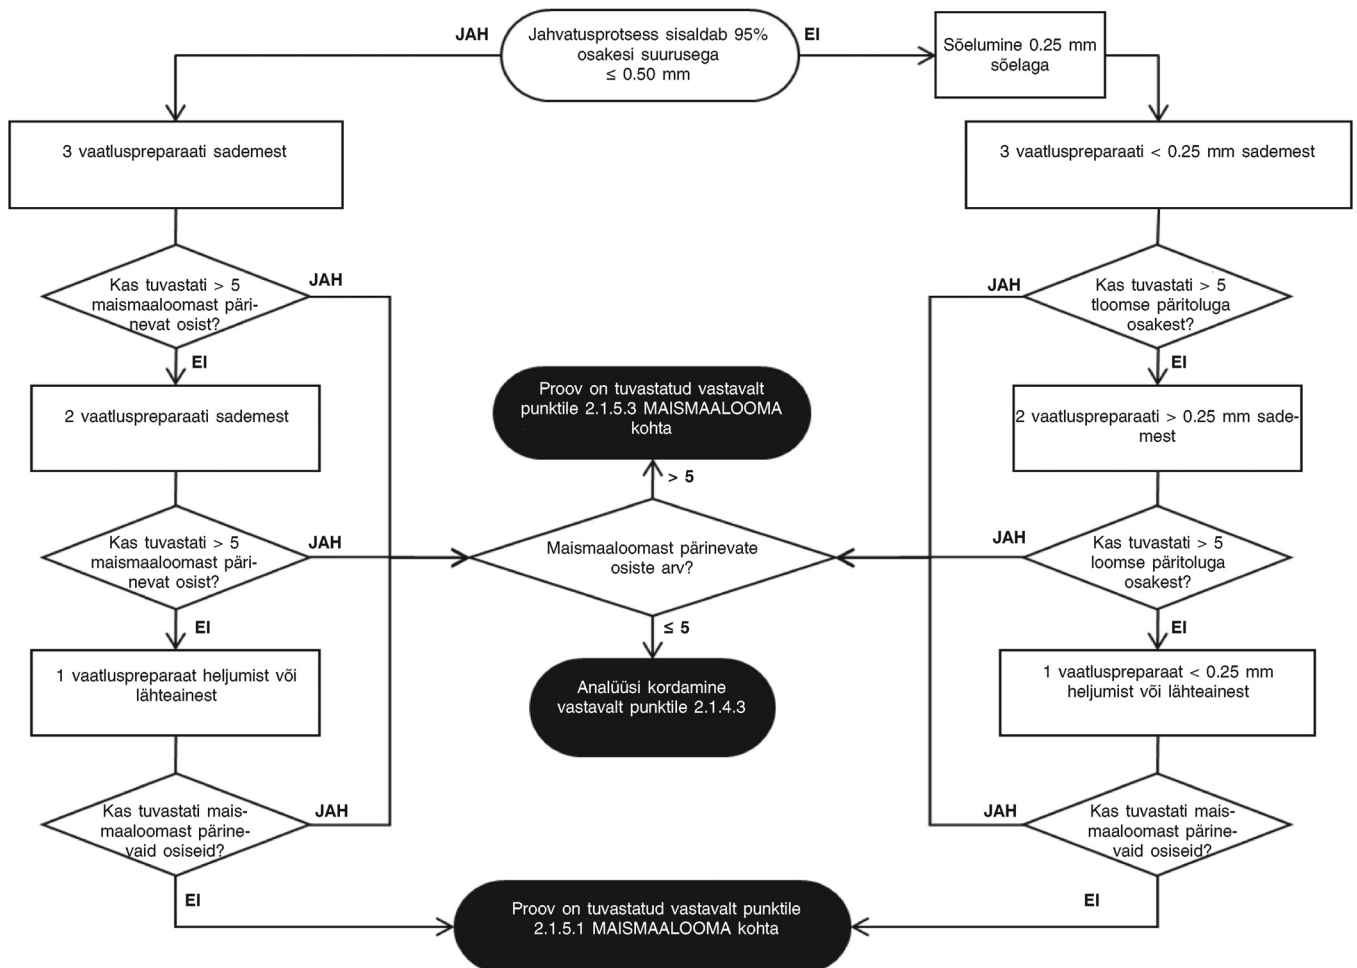 JAH
Jahvatusprotsess sisaldab 95%
osakesi suurusega
≤ 0.50 mm
EI
Sõelumine 0.25 mm
sõelaga
3 vaatluspreparaati sademest
3 vaatluspreparaati < 0.25 mm sademest
Kas tuvastati > 5
maismaaloomast päri-
nevat osist?
JAH
JAH
Kas tuvastati > 5
tloomse päritoluga
osakest?
EI
EI
2 vaatluspreparaati sademest
Proov on tuvastatud vastavalt
punktile 2.1.5.3 MAISMAALOOMA
kohta
2 vaatluspreparaati > 0.25 mm sade-
mest
> 5
Kas tuvastati > 5
maismaaloomast päri-
nevat osist?
JAH
Maismaaloomast pärinevate
osiste arv?
JAH
Kas tuvastati > 5
loomse päritoluga
osakest?
EI
≤ 5
EI
1 vaatluspreparaat heljumist või
lähteainest
Analüüsi kordamine
vastavalt punktile 2.1.4.3
1 vaatluspreparaat < 0.25 mm
heljumist või lähteainest
Kas tuvastati mais-
maaloomast pärine-
vaid osiseid?
JAH
JAH
Kas tuvastati mais-
maaloomast pärine-
vaid osiseid?
EI
EI
Proov on tuvastatud vastavalt punktile
2.1.5.1 MAISMAALOOMA kohta